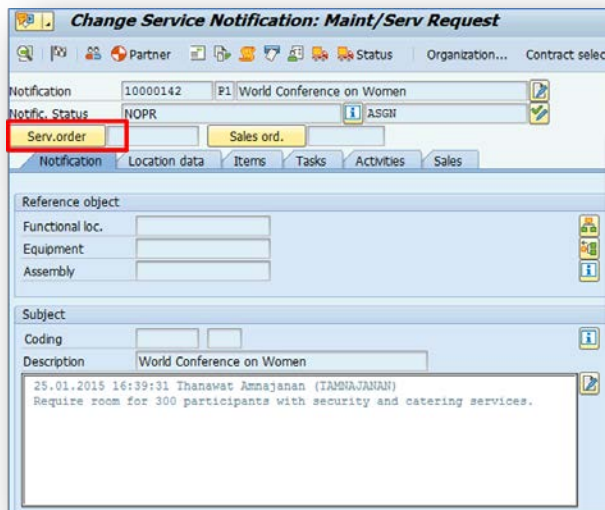 Change Service Notification: Maint/Serv Request
Partner Status Organization... Contract selec
Notification 10000142 P1 World Conference on Women
Notific. Status NOPR ASGN
Serv.order Sales ord.
Notification Location data Items Tasks Activities Sales
Reference object
Functional loc.
Equipment
Assembly
Subject
Coding
Description World Conference on Women
25.01.2015 16:39:31 Thanawat Amnajanan (TAMNAJANAN)
Require room for 300 participants with security and catering services.